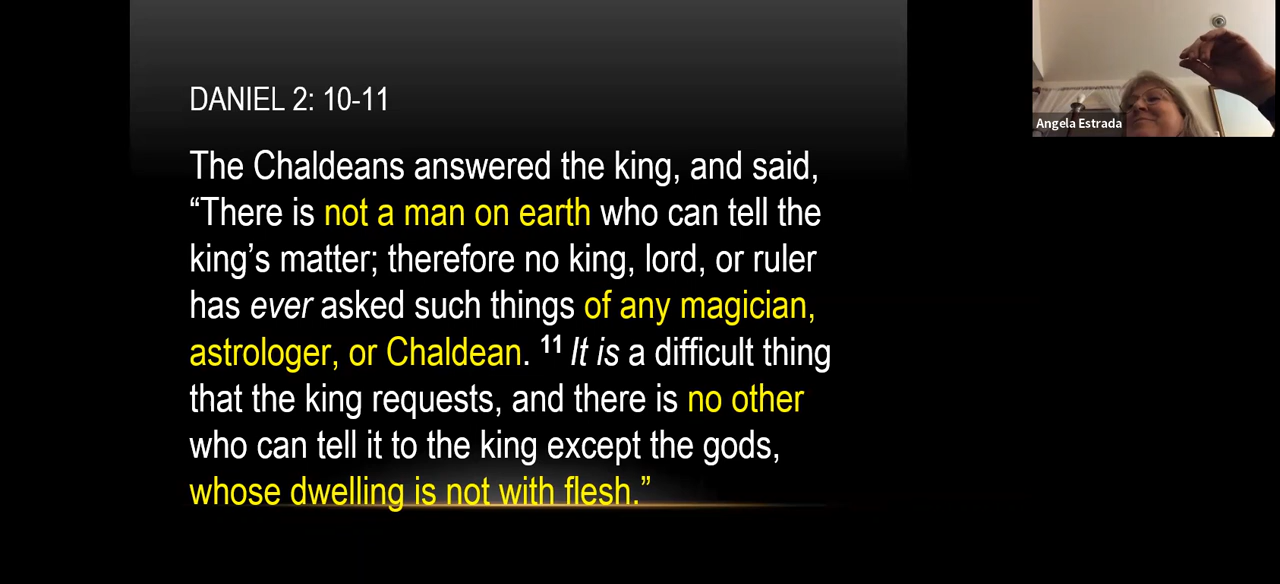 DANIEL 2: 10-11
The Chaldeans answered the king, and said,
“There is not a man on earth who can tell the
king’s matter; therefore no king, lord, or ruler
has ever asked such things of any magician,
astrologer, or Chaldean. 11 It is a difficult thing
that the king requests, and there is no other
who can tell it to the king except the gods,
whose dwelling is not with flesh.”
Angela Estrada